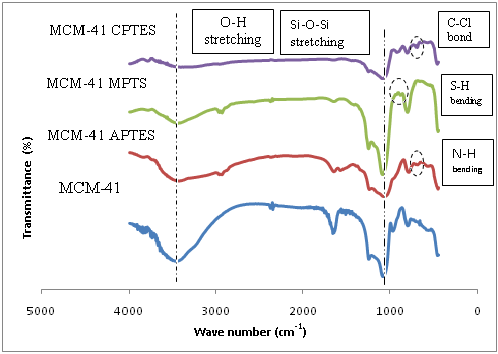 MCM-41 CPTES
O-H
stretching
Si-O-Si
stretching
C-Cl
bond
MCM-41 MPTS
S-H
bending
MCM-41 APTES
N-H
bending
MCM-41
Transmittance (%)
5000 4000 3000 2000 1000 0
Wave number (cm-1)